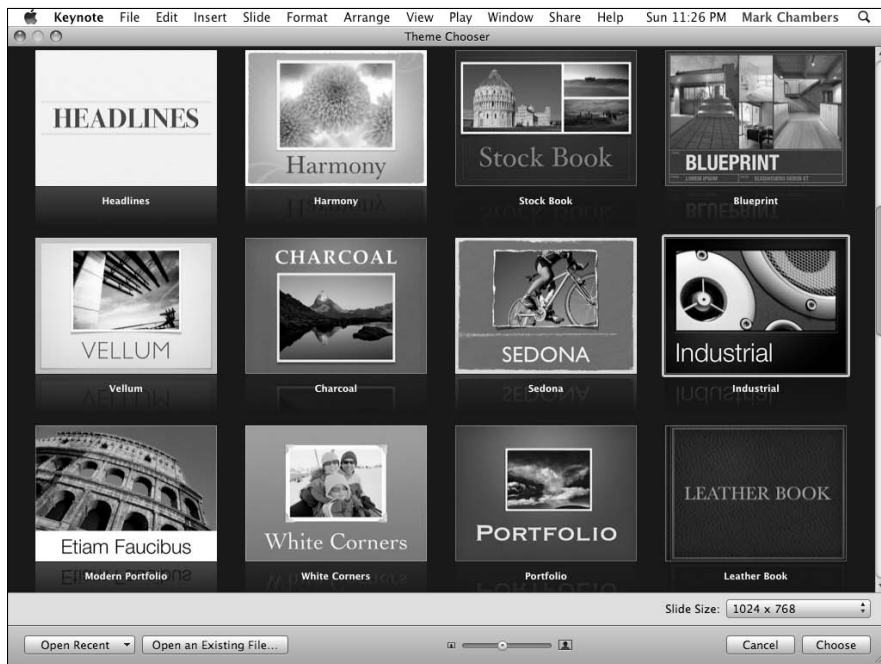 Keynote File Edit Insert Slide Format Arrange View Play Window Share Help Sun 11:26 PM Mark Chambers
Theme Chooser
HEADLINES
Harmony
Stock Book
BLUEPRINT
LOREM IPSUM
Headlines
Harmony
Stock Book
Blueprint
VELLUM
CHARCOAL
SEDONA
Industrial
Vellum
Charcoal
Sedona
Industrial
Etiam Faucibus
White Corners
PORTFOLIO
LEATHER BOOK
Modern Portfolio
White Corners
Portfolio
Leather Book
Slide Size: 1024 x 768
Open Recent Open an Existing File... Cancel Choose